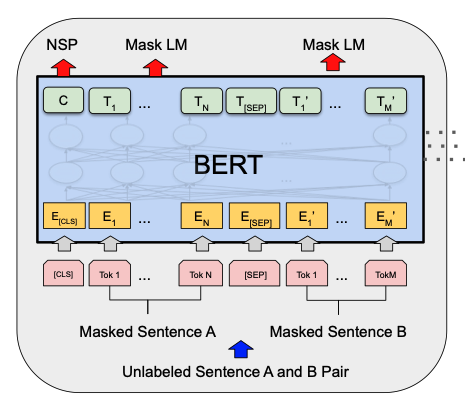 NSP Mask LM Mask LM
C T1 ... TN T[SEP] T1' ... TM'
...
BERT
...
E[CLS] E1 ... EN E[SEP] E1' ... EM'
[CLS] Tok 1 ... Tok N [SEP] Tok 1 ... TokM
Masked Sentence A Masked Sentence B
Unlabeled Sentence A and B Pair